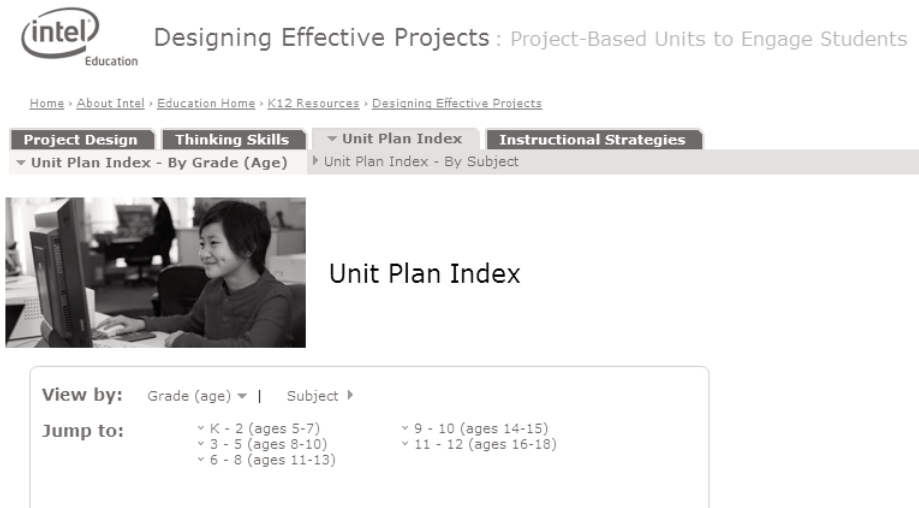 intel
Education
Designing Effective Projects : Project-Based Units to Engage Students
Home › About Intel › Education Home › K12 Resources › Designing Effective Projects
Project Design Thinking Skills Unit Plan Index Instructional Strategies
Unit Plan Index - By Grade (Age) Unit Plan Index - By Subject
Unit Plan Index
View by: Grade (age) | Subject
Jump to: K - 2 (ages 5-7) 9 - 10 (ages 14-15)
3 - 5 (ages 8-10) 11 - 12 (ages 16-18)
6 - 8 (ages 11-13)